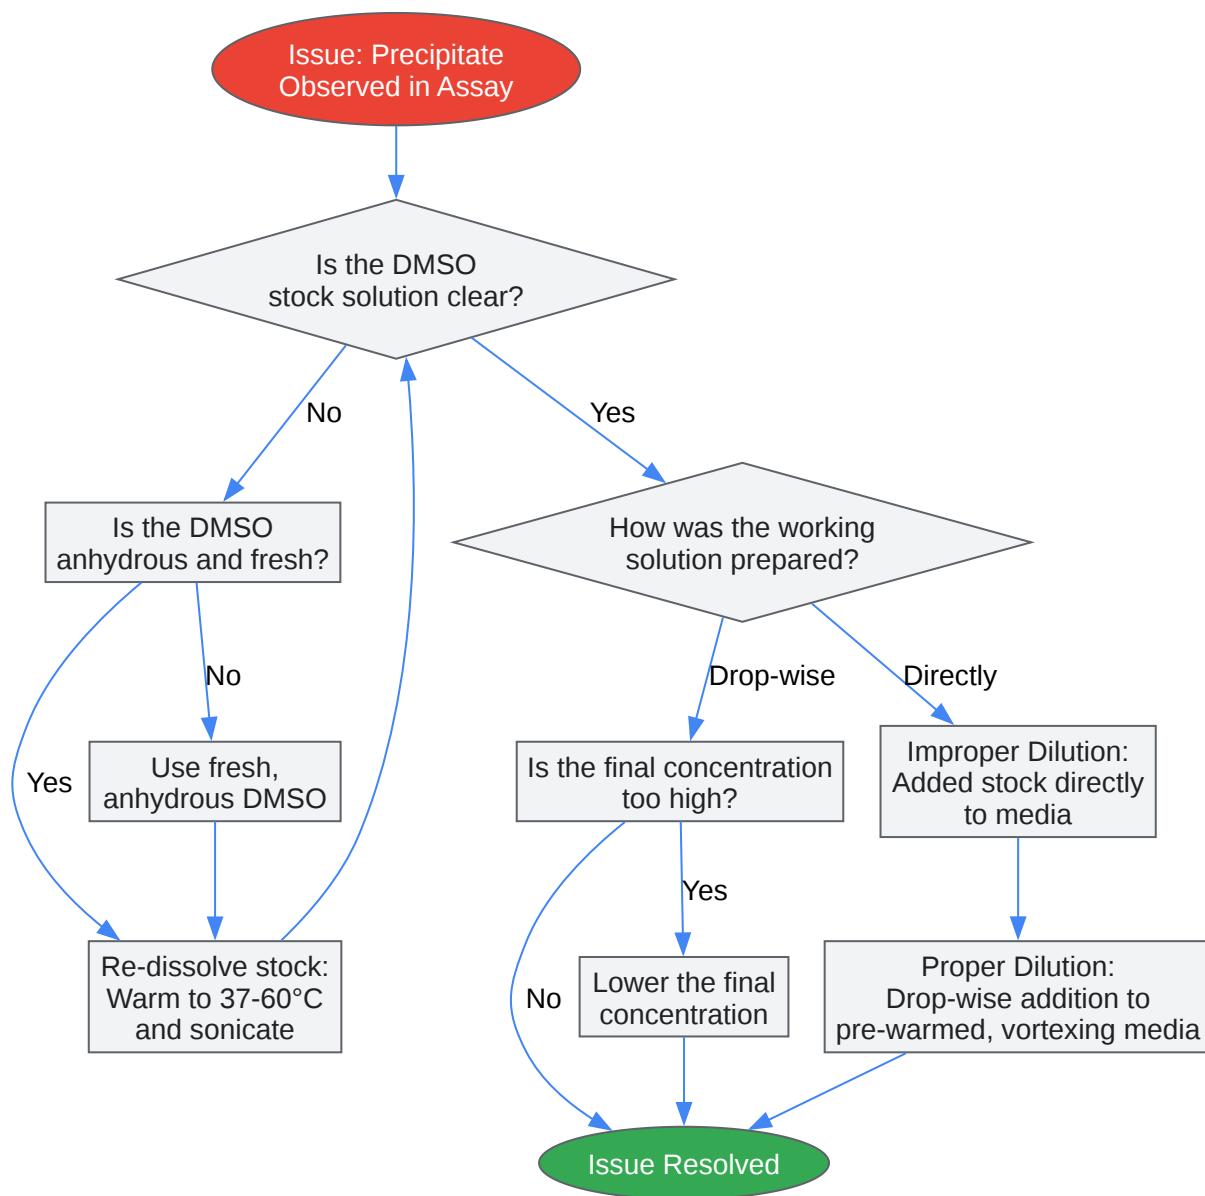 Issue: Precipitate
Observed in Assay
Is the DMSO
stock solution clear?
No
Yes
Is the DMSO
anhydrous and fresh?
How was the working
solution prepared?
No
Drop-wise
Directly
Yes
Use fresh,
anhydrous DMSO
Is the final concentration
too high?
Improper Dilution:
Added stock directly
to media
Yes
No
Re-dissolve stock:
Warm to 37-60°C
and sonicate
Lower the final
concentration
Proper Dilution:
Drop-wise addition to
pre-warmed, vortexing media
Issue Resolved